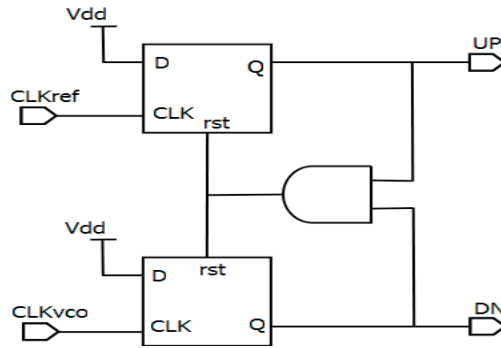 Vdd
UP
D
Q
CLKref
CLK
rst
Vdd
rst
D
CLKvco
CLK
Q
DN